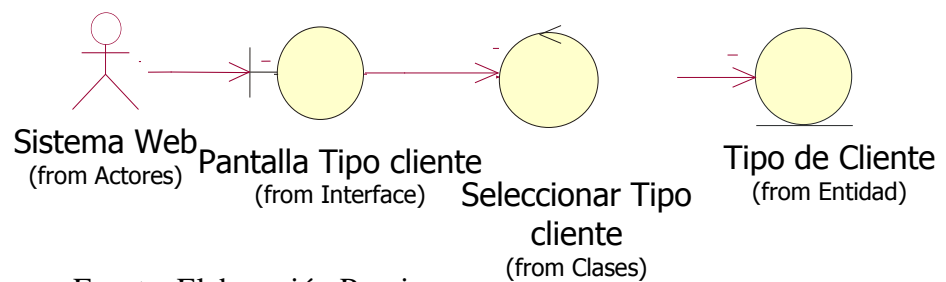 Sistema Web
(from Actores)
Pantalla Tipo cliente
(from Interface)
Seleccionar Tipo
cliente
(from Clases)
Tipo de Cliente
(from Entidad)